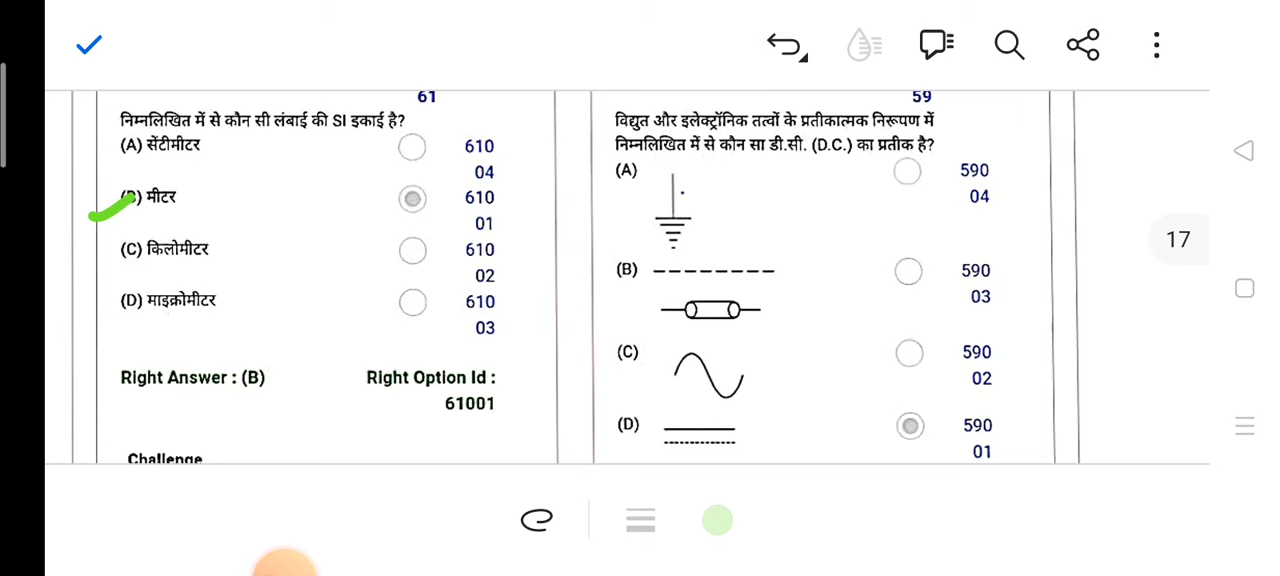 61
निम्नलिखित में से कौन सी लंबाई की SI इकाई है?
(A) सेंटीमीटर
610
04
(B) मीटर
610
01
(C) किलोमीटर
610
02
(D) माइक्रोमीटर
610
03
Right Answer : (B)
Right Option Id :
61001
Challenge
59
विद्युत और इलेक्ट्रॉनिक तत्वों के प्रतीकात्मक निरूपण में
निम्नलिखित में से कौन सा डी.सी. (D.C.) का प्रतीक है?
(A)
590
04
(B)
590
03
(C)
590
02
(D)
590
01
17